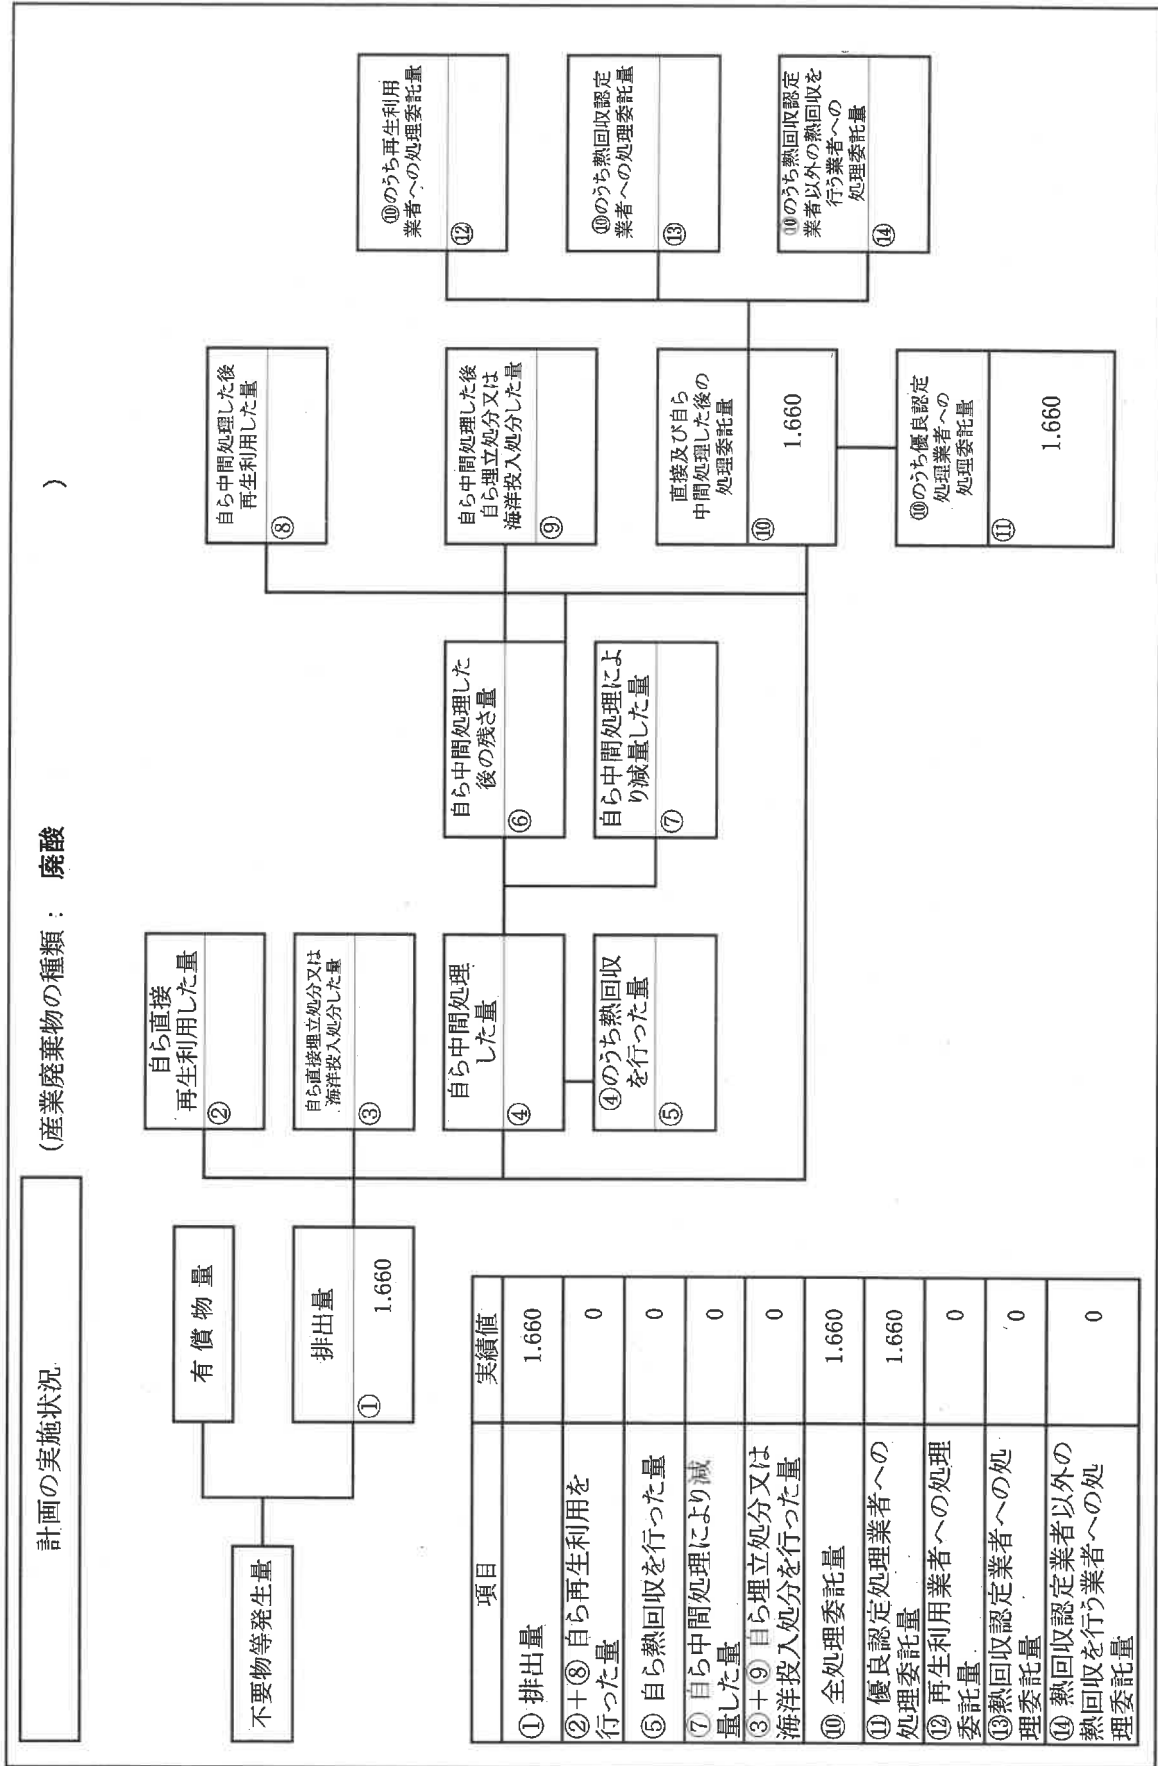 計画の実施状況
(産業廃棄物の種類： 廃酸 )
不要物等発生量
有償物量
排出量
① 1.660
自ら直接
再生利用した量
②
自ら直接埋立処分又は
海洋投入処分した量
③
自ら中間処理
した量
④
④のうち熱回収
を行った量
⑤
自ら中間処理した
後の残さ量
⑥
自ら中間処理によ
り減量した量
⑦
自ら中間処理した後
再生利用した量
⑧
自ら中間処理した後
自ら埋立処分又は
海洋投入処分した量
⑨
直接及び自ら
中間処理した後の
処理委託量
⑩ 1.660
⑩のうち優良認定
処理業者への
処理委託量
⑪ 1.660
⑩のうち再生利用
業者への処理委託量
⑫
⑩のうち熱回収認定
業者への処理委託量
⑬
⑩のうち熱回収認定
業者以外の熱回収を
行う業者への
処理委託量
⑭
項目 実績値
① 排出量 1.660
②＋⑧ 自ら再生利用を
行った量 0
⑤ 自ら熱回収を行った量 0
⑦ 自ら中間処理により減
量した量 0
③＋⑨ 自ら埋立処分又は
海洋投入処分を行った量 0
⑩ 全処理委託量 1.660
⑪ 優良認定処理業者への
処理委託量 1.660
⑫ 再生利用業者への処理
委託量 0
⑬熱回収認定業者への処
理委託量 0
⑭ 熱回収認定業者以外の
熱回収を行う業者への処
理委託量 0